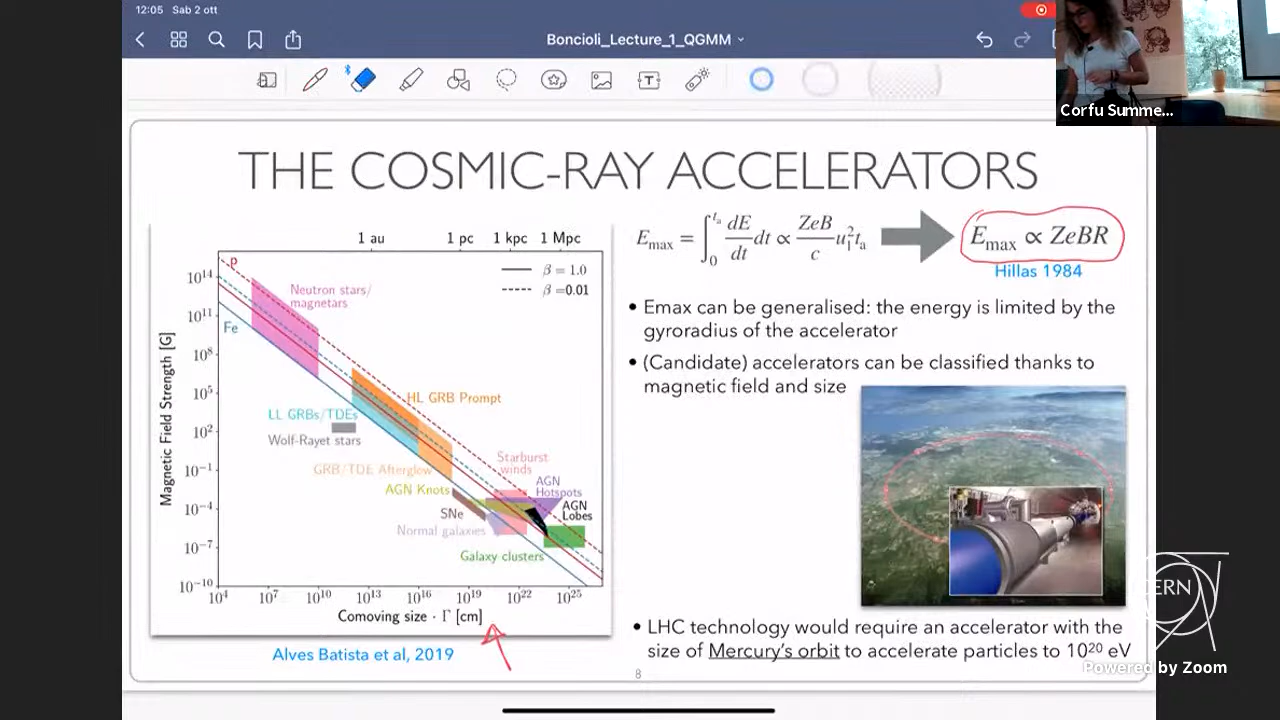 12:05 Sab 2 ott
Boncioli_Lecture_1_QGMM
Corfu Summe...
THE COSMIC-RAY ACCELERATORS
E_max = ∫_0^{t_a} dE/dt dt ∝ ZeB/c u_1^2 t_a
E_max ∝ ZeBR
Hillas 1984
1 au 1 pc 1 kpc 1 Mpc
β = 1.0
β =0.01
P
Fe
Neutron stars/
magnetars
HL GRB Prompt
LL GRBs/TDEs
Wolf-Rayet stars
GRB/TDE Afterglow
Starburst
winds
AGN Knots
AGN
Hotspots
AGN
Lobes
SNe
Normal galaxies
Galaxy clusters
Magnetic Field Strength [G]
10^14
10^11
10^8
10^5
10^2
10^-1
10^-4
10^-7
10^-10
10^4 10^7 10^10 10^13 10^16 10^19 10^22 10^25
Comoving size · Γ [cm]
Alves Batista et al, 2019
• Emax can be generalised: the energy is limited by the
gyroradius of the accelerator
• (Candidate) accelerators can be classified thanks to
magnetic field and size
• LHC technology would require an accelerator with the
size of Mercury's orbit to accelerate particles to 10^20 eV
8
ERN
Powered by Zoom